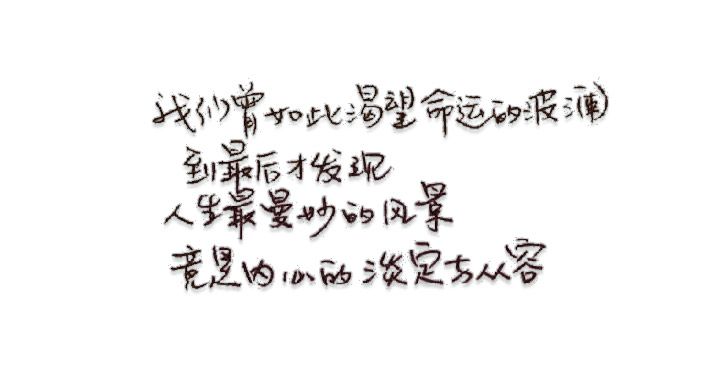 我们曾如此渴望命运的波澜
到最后才发现
人生最曼妙的风景
竟是内心的淡定与从容